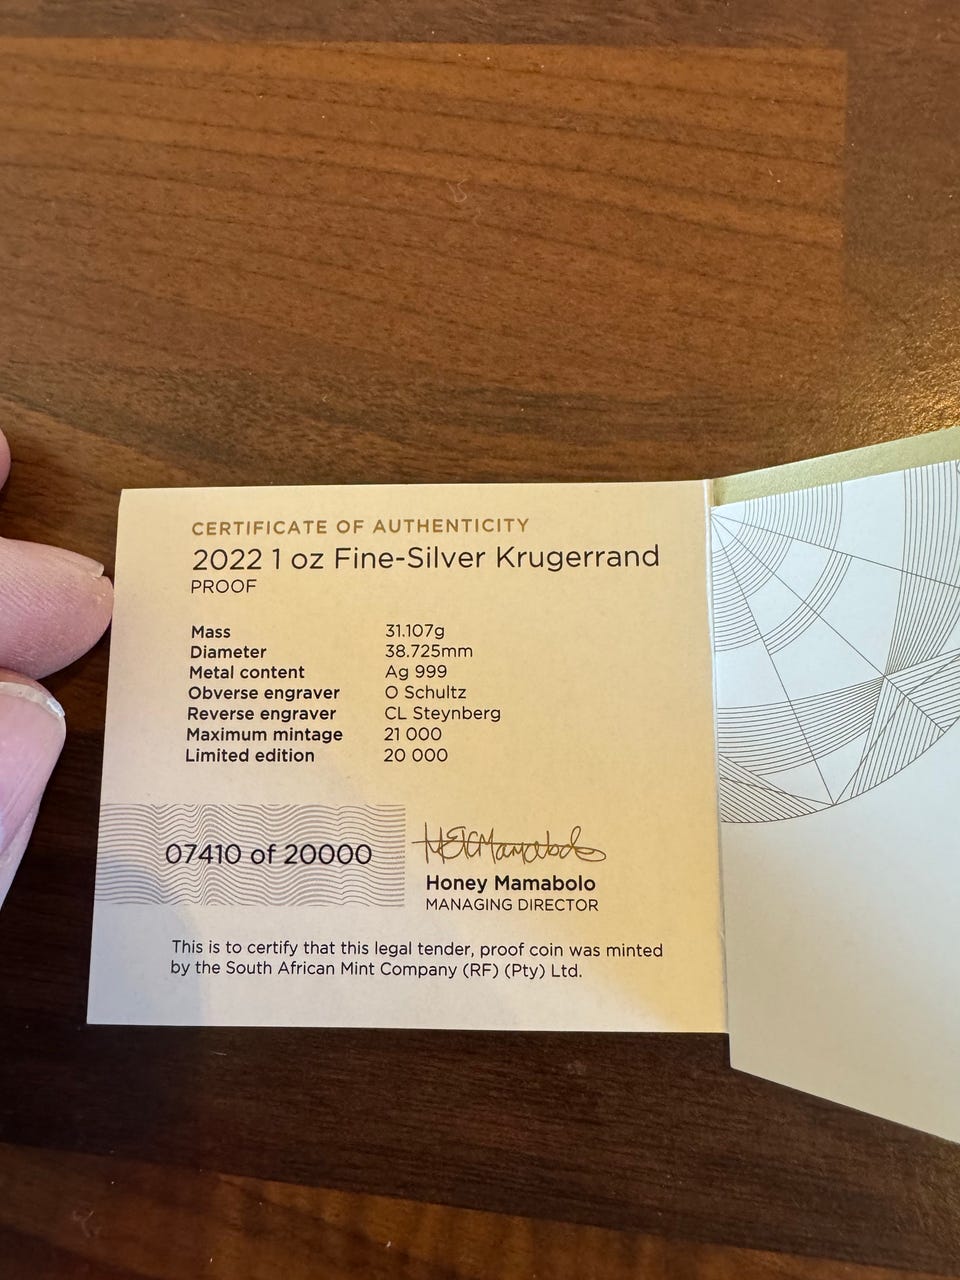 CERTIFICATE OF AUTHENTICITY
2022 1 oz Fine-Silver Krugerrand
PROOF
Mass 31.107g
Diameter 38.725mm
Metal content Ag 999
Obverse engraver O Schultz
Reverse engraver CL Steynberg
Maximum mintage 21 000
Limited edition 20 000
07410 of 20000
Honey Mamabolo
MANAGING DIRECTOR
This is to certify that this legal tender, proof coin was minted
by the South African Mint Company (RF) (Pty) Ltd.